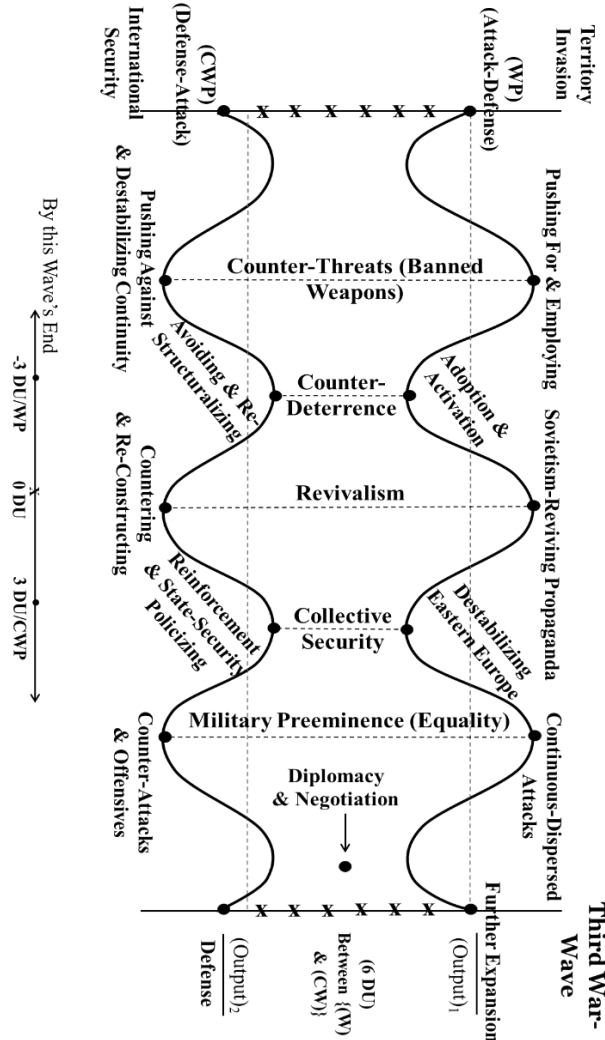 Territory
Invasion
(WP)
(Attack-Defense)
(CWP)
(Defense-Attack)
International
Security
x x x x x x
Pushing For & Employing
Counter-Threats (Banned
Weapons)
Pushing Against
& Destabilizing Continuity
Adoption &
Activation
Counter-
Deterrence
Avoiding & Re-
Structuralizing
Sovietism-Reviving Propaganda
Revivalism
Countering
& Re-Constructing
Destabilizing
Eastern Europe
Collective
Security
Reinforcement
& State-Security
Policizing
Continuous-Dispersed
Attacks
Military Preeminence (Equality)
Counter-Attacks
& Offensives
Diplomacy
& Negotiation
x x x x x x
Third War-
Wave
Further Expansion
(Output)1
(6 DU)
Between {(W)
& (CW)}
(Output)2
Defense
By this Wave's End
x
-3 DU/WP
0 DU
3 DU/CWP